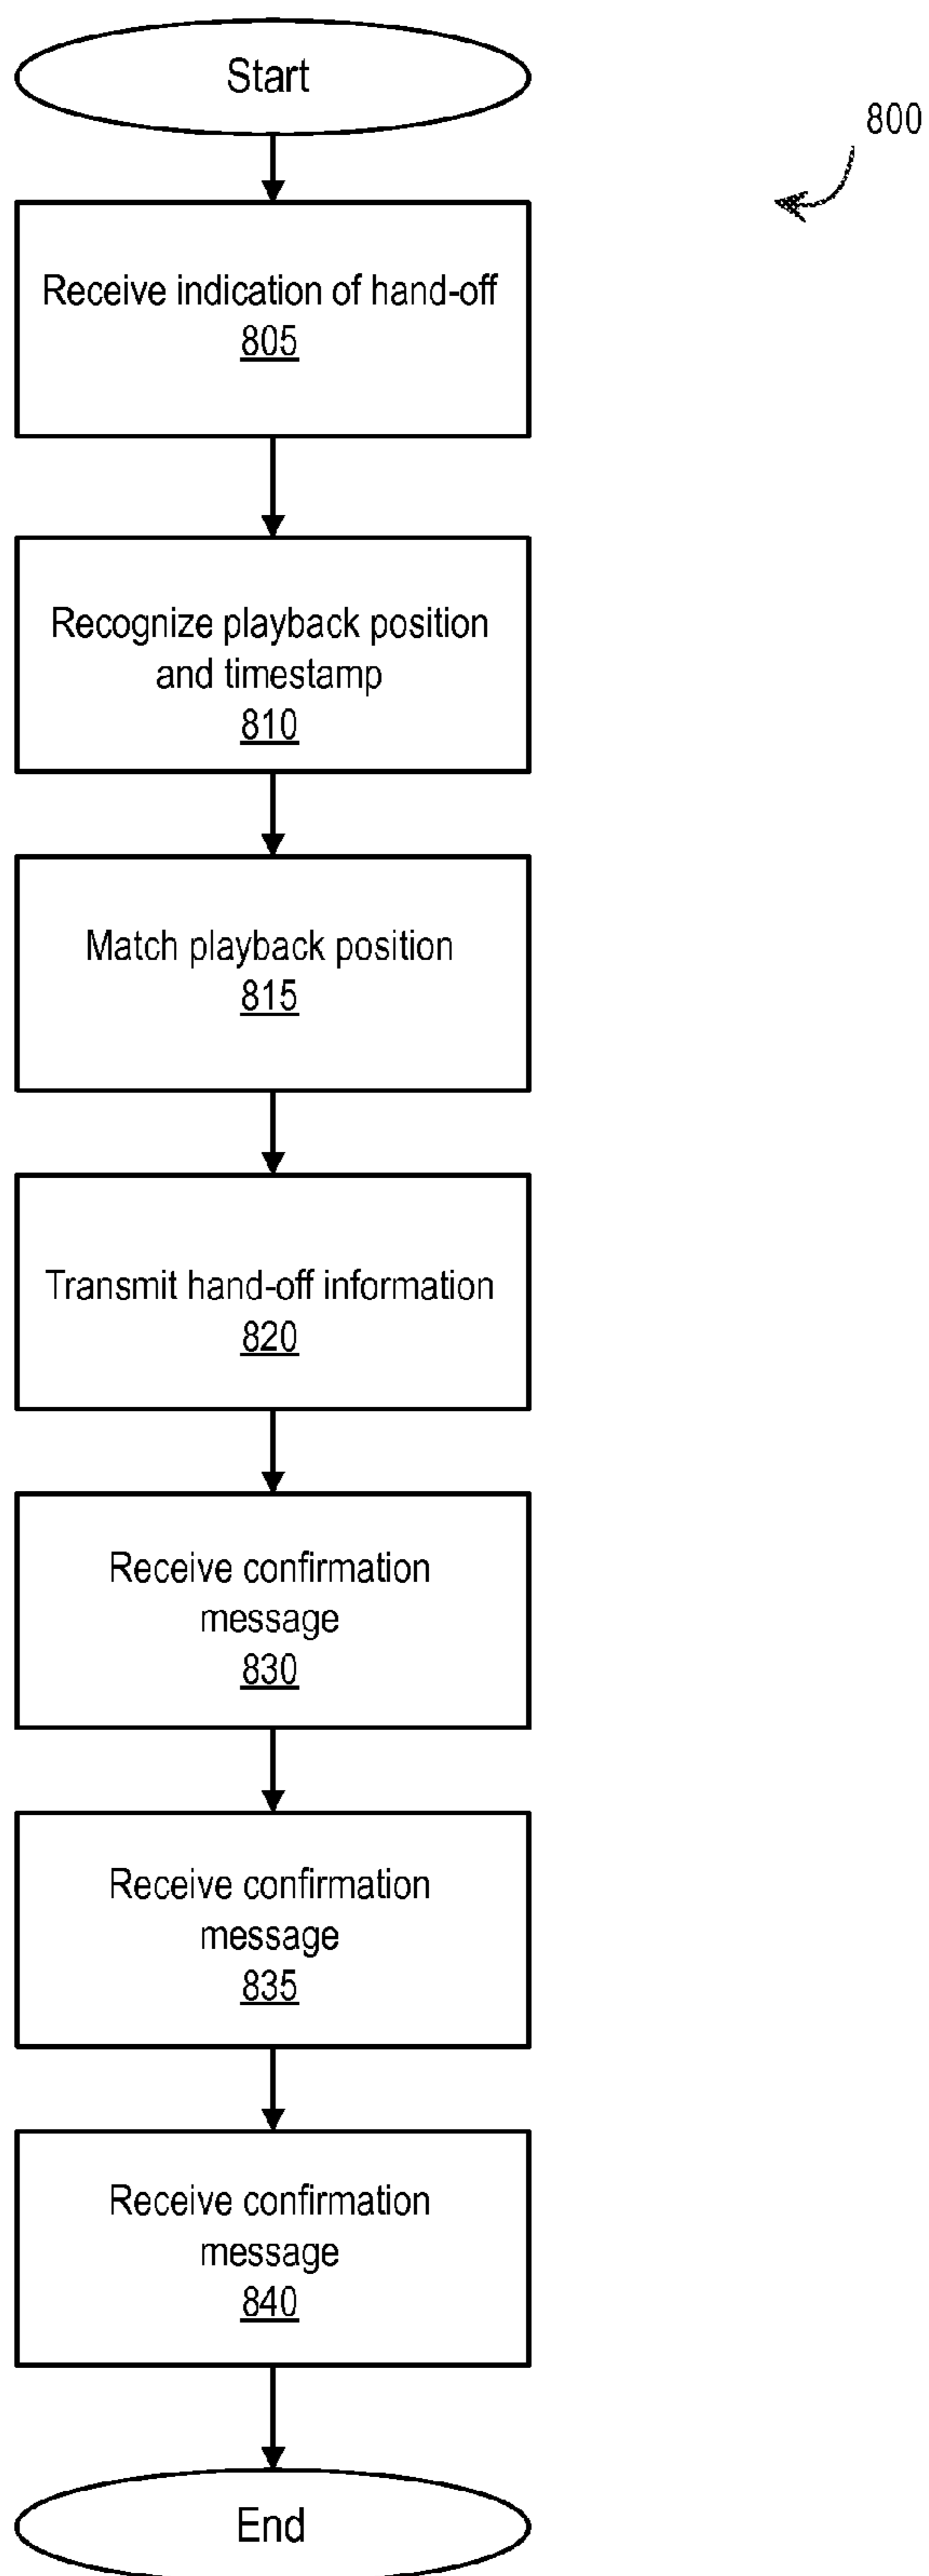 Start
800
Receive indication of hand-off
805
Recognize playback position
and timestamp
810
Match playback position
815
Transmit hand-off information
820
Receive confirmation
message
830
Receive confirmation
message
835
Receive confirmation
message
840
End